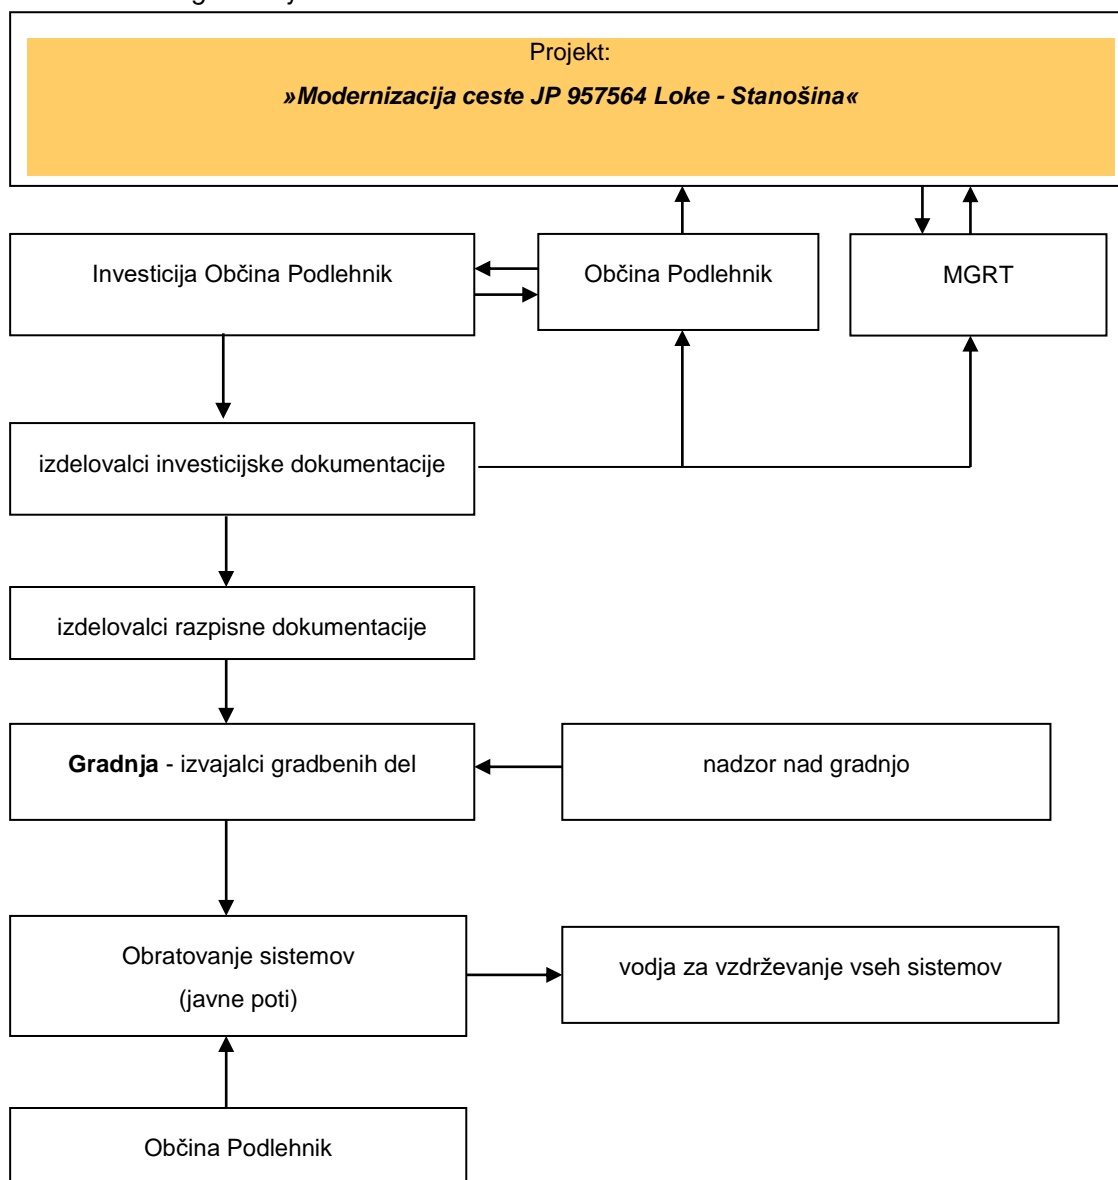 Projekt:
»Modernizacija ceste JP 957564 Loke - Stanošina«
Investicija Občina Podlehnik
Občina Podlehnik
MGRT
izdelovalci investicijske dokumentacije
izdelovalci razpisne dokumentacije
Gradnja - izvajalci gradbenih del
nadzor nad gradnjo
Obratovanje sistemov
(javne poti)
vodja za vzdrževanje vseh sistemov
Občina Podlehnik